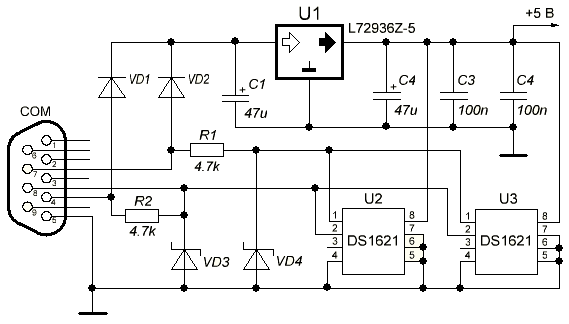 +5 B
U1
L72936Z-5
VD1
VD2
+ C1
47u
+ C4
47u
C3
100n
C4
100n
COM
1
6
2
7
3
8
4
9
5
R1
4.7k
R2
4.7k
VD3
VD4
U2
1
2
3
4
DS1621
8
7
6
5
U3
1
2
3
4
DS1621
8
7
6
5